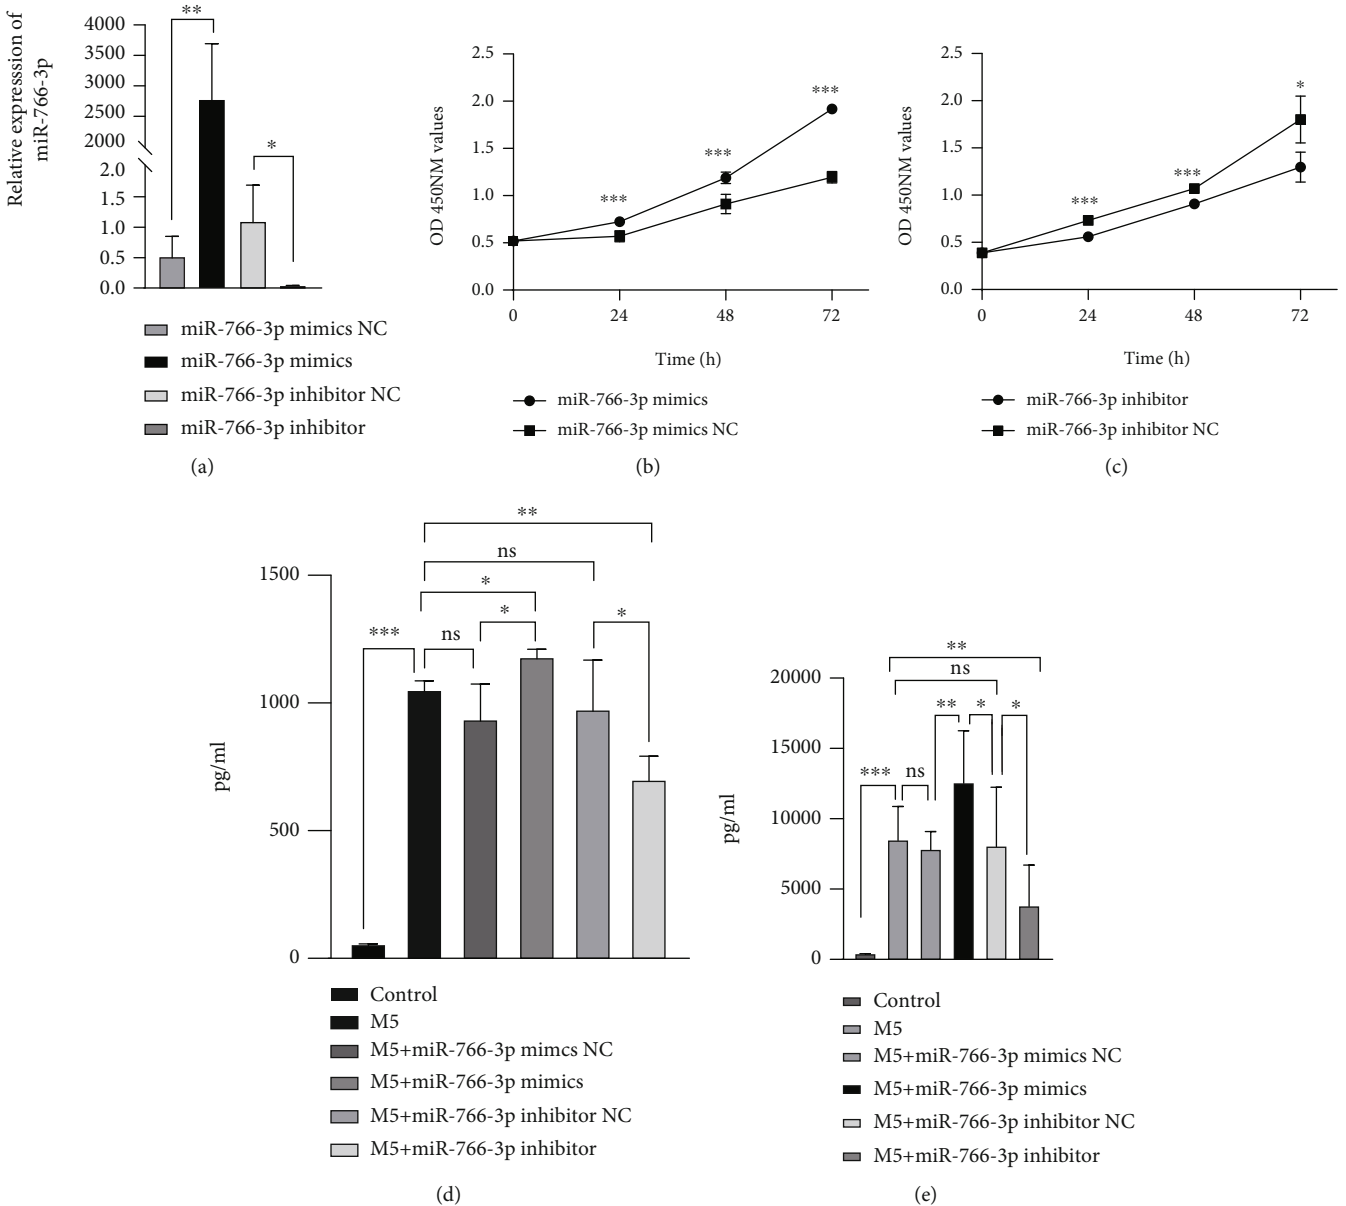 Relative expresssion of
miR-766-3p
4000
3500
3000
2500
2000
2.0
1.5
1.0
0.5
0.0
**
*
miR-766-3p mimics NC
miR-766-3p mimics
miR-766-3p inhibitor NC
miR-766-3p inhibitor
(a)
OD 450NM values
2.5
2.0
1.5
1.0
0.5
0.0
***
***
***
0 24 48 72
Time (h)
miR-766-3p mimics
miR-766-3p mimics NC
(b)
OD 450NM values
2.5
2.0
1.5
1.0
0.5
0.0
***
***
*
0 24 48 72
Time (h)
miR-766-3p inhibitor
miR-766-3p inhibitor NC
(c)
pg/ml
1500
1000
500
0
**
ns
*
*
*
***
ns
Control
M5
M5+miR-766-3p mimcs NC
M5+miR-766-3p mimics
M5+miR-766-3p inhibitor NC
M5+miR-766-3p inhibitor
(d)
pg/ml
20000
15000
10000
5000
0
**
ns
**
*
*
***
ns
Control
M5
M5+miR-766-3p mimics NC
M5+miR-766-3p mimics
M5+miR-766-3p inhibitor NC
M5+miR-766-3p inhibitor
(e)